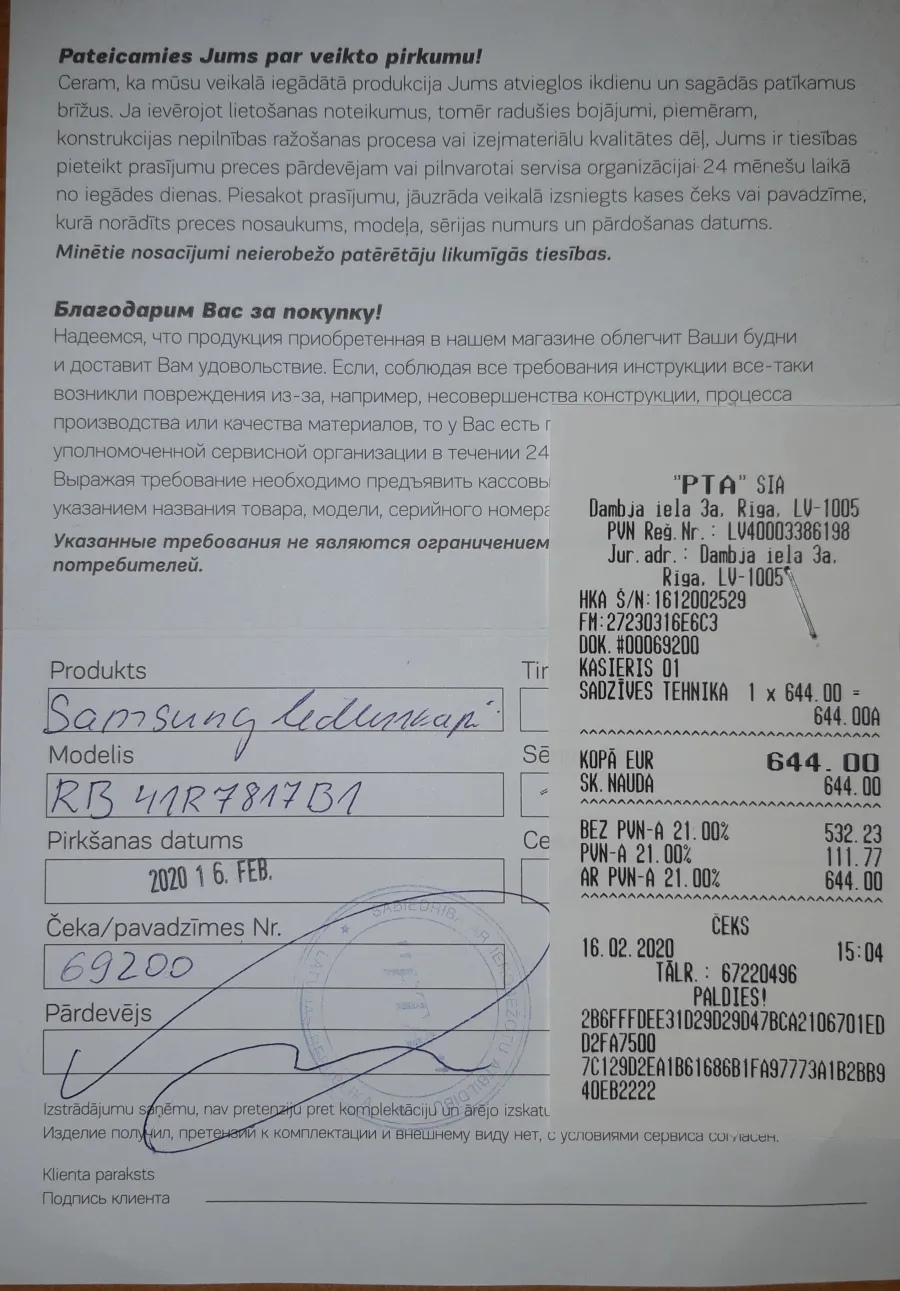 Pateicamies Jums par veikto pirkumu!
Ceram, ka mūsu veikalā iegādātā produkcija Jums atvieglos ikdienu un sagādās patīkamus
brīžus. Ja ievērojot lietošanas noteikumus, tomēr radušies bojājumi, piemēram,
konstrukcijas nepilnības ražošanas procesa vai izejmateriālu kvalitātes dēļ, Jums ir tiesības
pieteikt prasījumu preces pārdevējam vai pilnvarotai servisa organizācijai 24 mēnešu laikā
no iegādes dienas. Piesakot prasījumu, jāuzrāda veikalā izsniegts kases čeks vai pavadzīme,
kurā norādīts preces nosaukums, modeļa, sērijas numurs un pārdošanas datums.
Minētie nosacījumi neierobežo patērētāju likumīgās tiesības.
Благодарим Вас за покупку!
Надеемся, что продукция приобретенная в нашем магазине облегчит Ваши будни
и доставит Вам удовольствие. Если, соблюдая все требования инструкции все-таки
возникли повреждения из-за, например, несовершенства конструкции, процесса
производства или качества материалов, то у Вас есть
уполномоченной сервисной организации в течении 24
Выражая требование необходимо предъявить кассовы
указанием названия товара, модели, серийного номера
Указанные требования не являются ограничением
потребителей.
Produkts
Samsung ledusskapi
Modelis
RB 41R7817B1
Pirkšanas datums
2020 16. FEB.
Čeka/pavadzīmes Nr.
69200
Pārdevējs
Tir
Sē
Ce
Izstrādājumu saņēmu, nav pretenziju pret komplektāciju un ārējo izskatu
Изделие получил, претензий к комплектации и внешнему виду нет, с условиями сервиса согласен.
Klienta paraksts
Подпись клиента
"PTA" SIA
Dambja iela 3a, Rīga, LV-1005
PVN Reģ.Nr.: LV40003386198
Jur.adr.: Dambja iela 3a,
Rīga, LV-1005
HKA S/N:1612002529
FM:27230316E6C3
DOK.#00069200
KASIERIS 01
SADZĪVES TEHNIKA 1 x 644.00 =
644.00A
KOPĀ EUR 644.00
SK.NAUDA 644.00
BEZ PVN-A 21.00% 532.23
PVN-A 21.00% 111.77
AR PVN-A 21.00% 644.00
ČEKS
16.02.2020 15:04
TĀLR.: 67220496
PALDIES!
2B6FFFDEE31D29D29D47BCA2106701ED
D2FA7500
7C129D2EA1B61686B1FA97773A1B2BB9
40EB2222